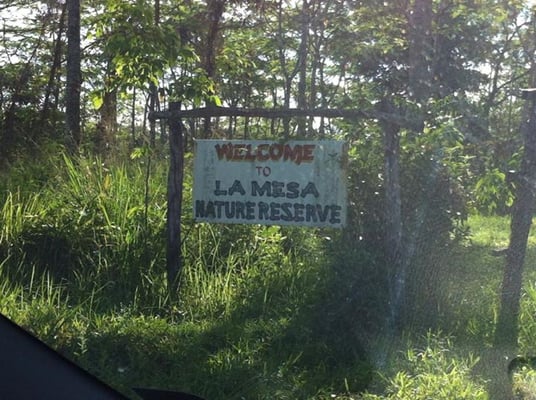 WELCOME
TO
LA MESA
NATURE RESERVE